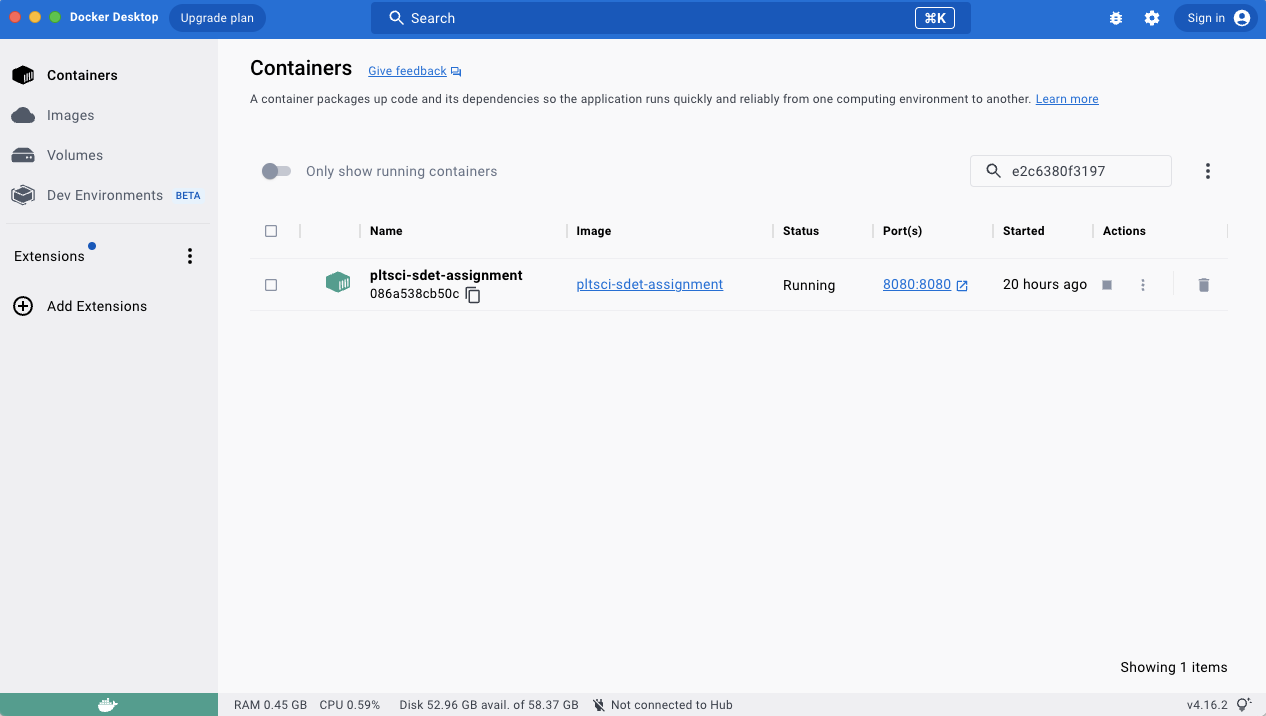 Docker Desktop
Upgrade plan
Search
⌘K
Sign in
Containers
Images
Volumes
Dev Environments BETA
Extensions
Add Extensions
Containers
Give feedback
A container packages up code and its dependencies so the application runs quickly and reliably from one computing environment to another. Learn more
Only show running containers
e2c6380f3197
Name Image Status Port(s) Started Actions
pltsci-sdet-assignment
086a538cb50c
pltsci-sdet-assignment Running 8080:8080 20 hours ago
Showing 1 items
RAM 0.45 GB CPU 0.59% Disk 52.96 GB avail. of 58.37 GB Not connected to Hub v4.16.2